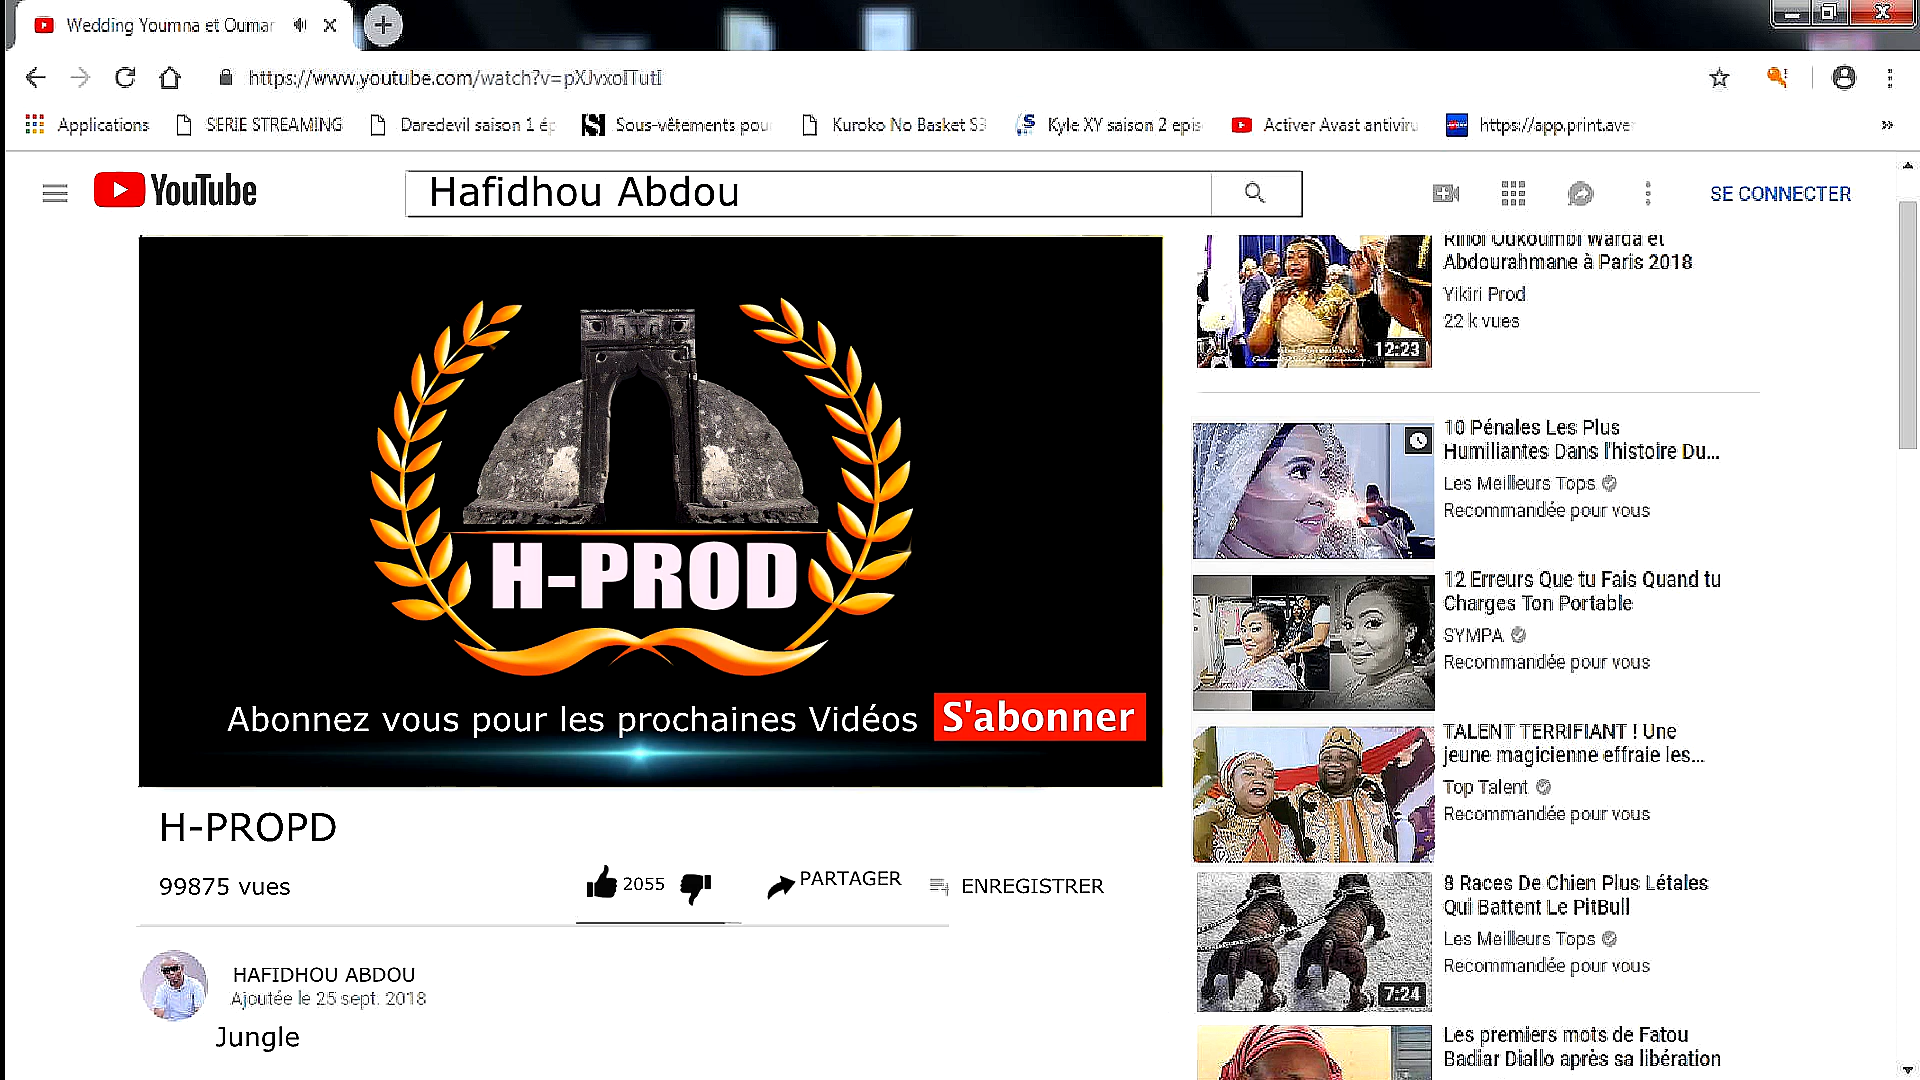 Wedding Youmna et Oumar
https://www.youtube.com/watch?v=pXJvxoITutI
Applications
SERIE STREAMING
Daredevil saison 1 ép
Sous-vêtements pou
Kuroko No Basket S3
Kyle XY saison 2 epis
Activer Avast antiviru
https://app.print.ave
YouTube
Hafidhou Abdou
SE CONNECTER
H-PROD
Abonnez vous pour les prochaines Vidéos
S'abonner
H-PROPD
99875 vues
2055
PARTAGER
ENREGISTRER
HAFIDHOU ABDOU
Ajoutée le 25 sept. 2018
Jungle
Warda et
Abdourahmane à Paris 2018
Yikiri Prod
22 k vues
12:23
10 Pénales Les Plus
Humiliantes Dans l'histoire Du...
Les Meilleurs Tops
Recommandée pour vous
12 Erreurs Que tu Fais Quand tu
Charges Ton Portable
SYMPA
Recommandée pour vous
TALENT TERRIFIANT ! Une
jeune magicienne effraie les...
Top Talent
Recommandée pour vous
8 Races De Chien Plus Létales
Qui Battent Le PitBull
Les Meilleurs Tops
Recommandée pour vous
7:24
Les premiers mots de Fatou
Badiar Diallo après sa libération